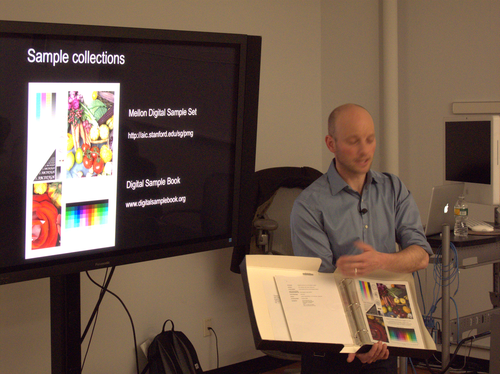 Sample collections
Mellon Digital Sample Set
http://aic.stanford.edu/sg/pmg
Digital Sample Book
www.digitalsamplebook.org